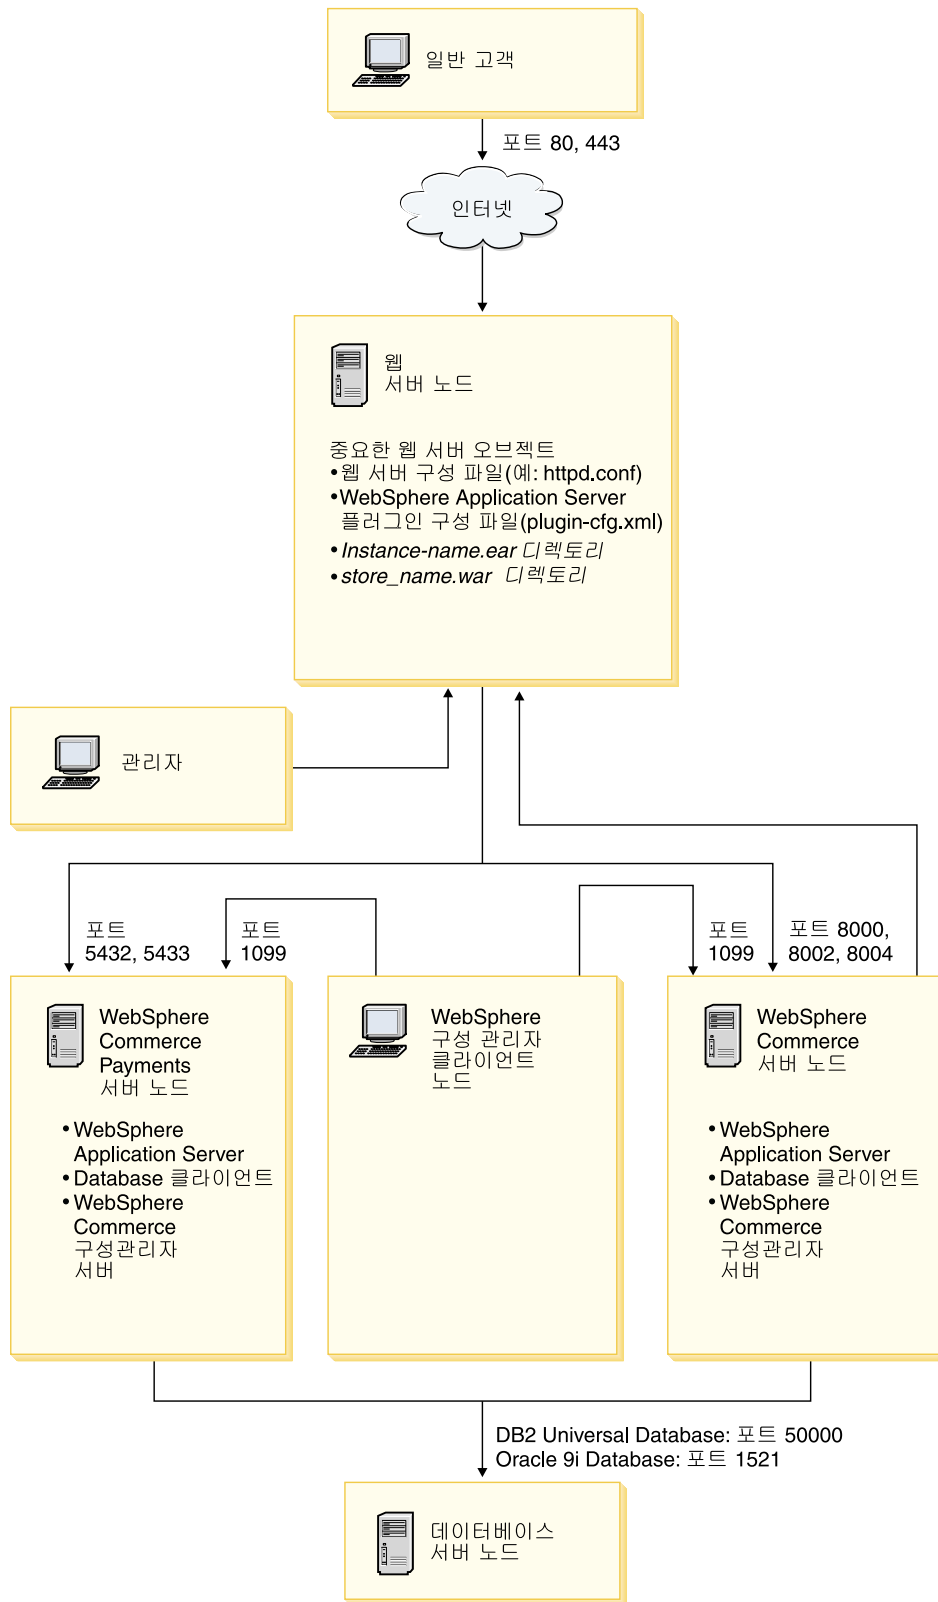 일반 고객
포트 80, 443
인터넷
웹
서버 노드
중요한 웹 서버 오브젝트
•웹 서버 구성 파일(예: httpd.conf)
•WebSphere Application Server
플러그인 구성 파일(plugin-cfg.xml)
•Instance-name.ear 디렉토리
•store_name.war 디렉토리
관리자
포트
5432, 5433
포트
1099
포트
1099
포트 8000,
8002, 8004
WebSphere
Commerce
Payments
서버 노드
•WebSphere
Application Server
•Database 클라이언트
•WebSphere
Commerce
구성관리자
서버
WebSphere
구성 관리자
클라이언트
노드
WebSphere
Commerce
서버 노드
•WebSphere
Application Server
•Database 클라이언트
•WebSphere
Commerce
구성관리자
서버
DB2 Universal Database: 포트 50000
Oracle 9i Database: 포트 1521
데이터베이스
서버 노드